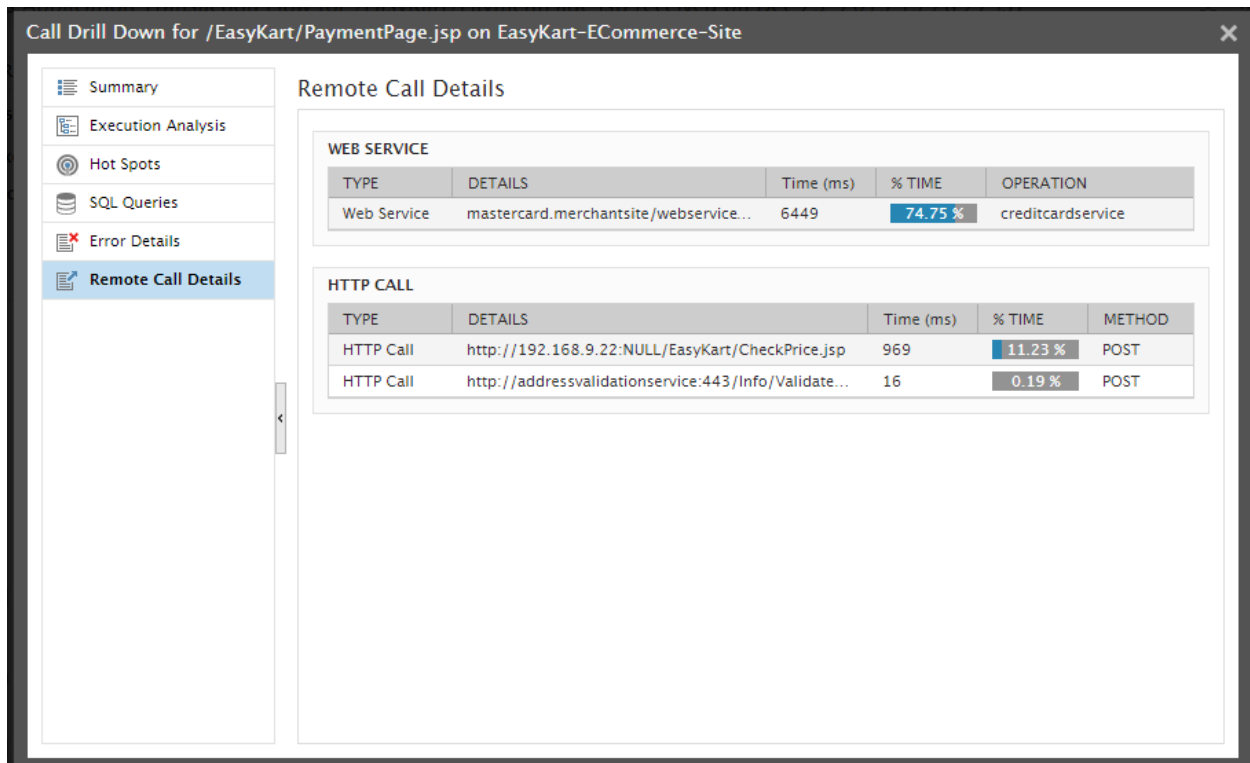 Call Drill Down for /EasyKart/PaymentPage.jsp on EasyKart-ECommerce-Site
Summary
Execution Analysis
Hot Spots
SQL Queries
Error Details
Remote Call Details
Remote Call Details
WEB SERVICE
TYPE DETAILS Time (ms) % TIME OPERATION
Web Service mastercard.merchantsite/webservice... 6449 74.75 % creditcardservice
HTTP CALL
TYPE DETAILS Time (ms) % TIME METHOD
HTTP Call http://192.168.9.22:NULL/EasyKart/CheckPrice.jsp 969 11.23 % POST
HTTP Call http://addressvalidationservice:443/Info/Validate... 16 0.19 % POST